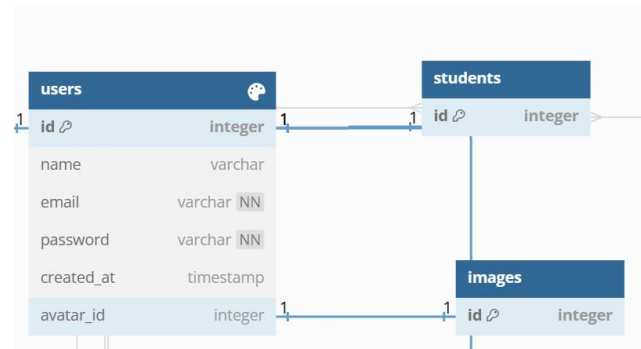 users
1
id integer
1
name varchar
email varchar NN
password varchar NN
created_at timestamp
avatar_id integer
1
students
1
id integer
images
1
id integer